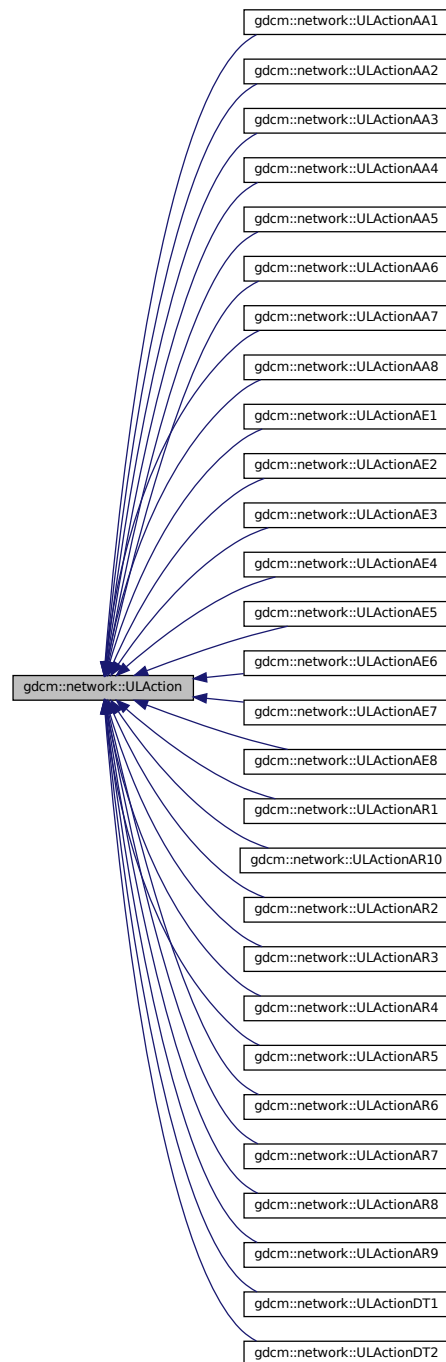 gdcm::network::ULActionAA1
gdcm::network::ULActionAA2
gdcm::network::ULActionAA3
gdcm::network::ULActionAA4
gdcm::network::ULActionAA5
gdcm::network::ULActionAA6
gdcm::network::ULActionAA7
gdcm::network::ULActionAA8
gdcm::network::ULActionAE1
gdcm::network::ULActionAE2
gdcm::network::ULActionAE3
gdcm::network::ULActionAE4
gdcm::network::ULActionAE5
gdcm::network::ULActionAE6
gdcm::network::ULAction
gdcm::network::ULActionAE7
gdcm::network::ULActionAE8
gdcm::network::ULActionAR1
gdcm::network::ULActionAR10
gdcm::network::ULActionAR2
gdcm::network::ULActionAR3
gdcm::network::ULActionAR4
gdcm::network::ULActionAR5
gdcm::network::ULActionAR6
gdcm::network::ULActionAR7
gdcm::network::ULActionAR8
gdcm::network::ULActionAR9
gdcm::network::ULActionDT1
gdcm::network::ULActionDT2